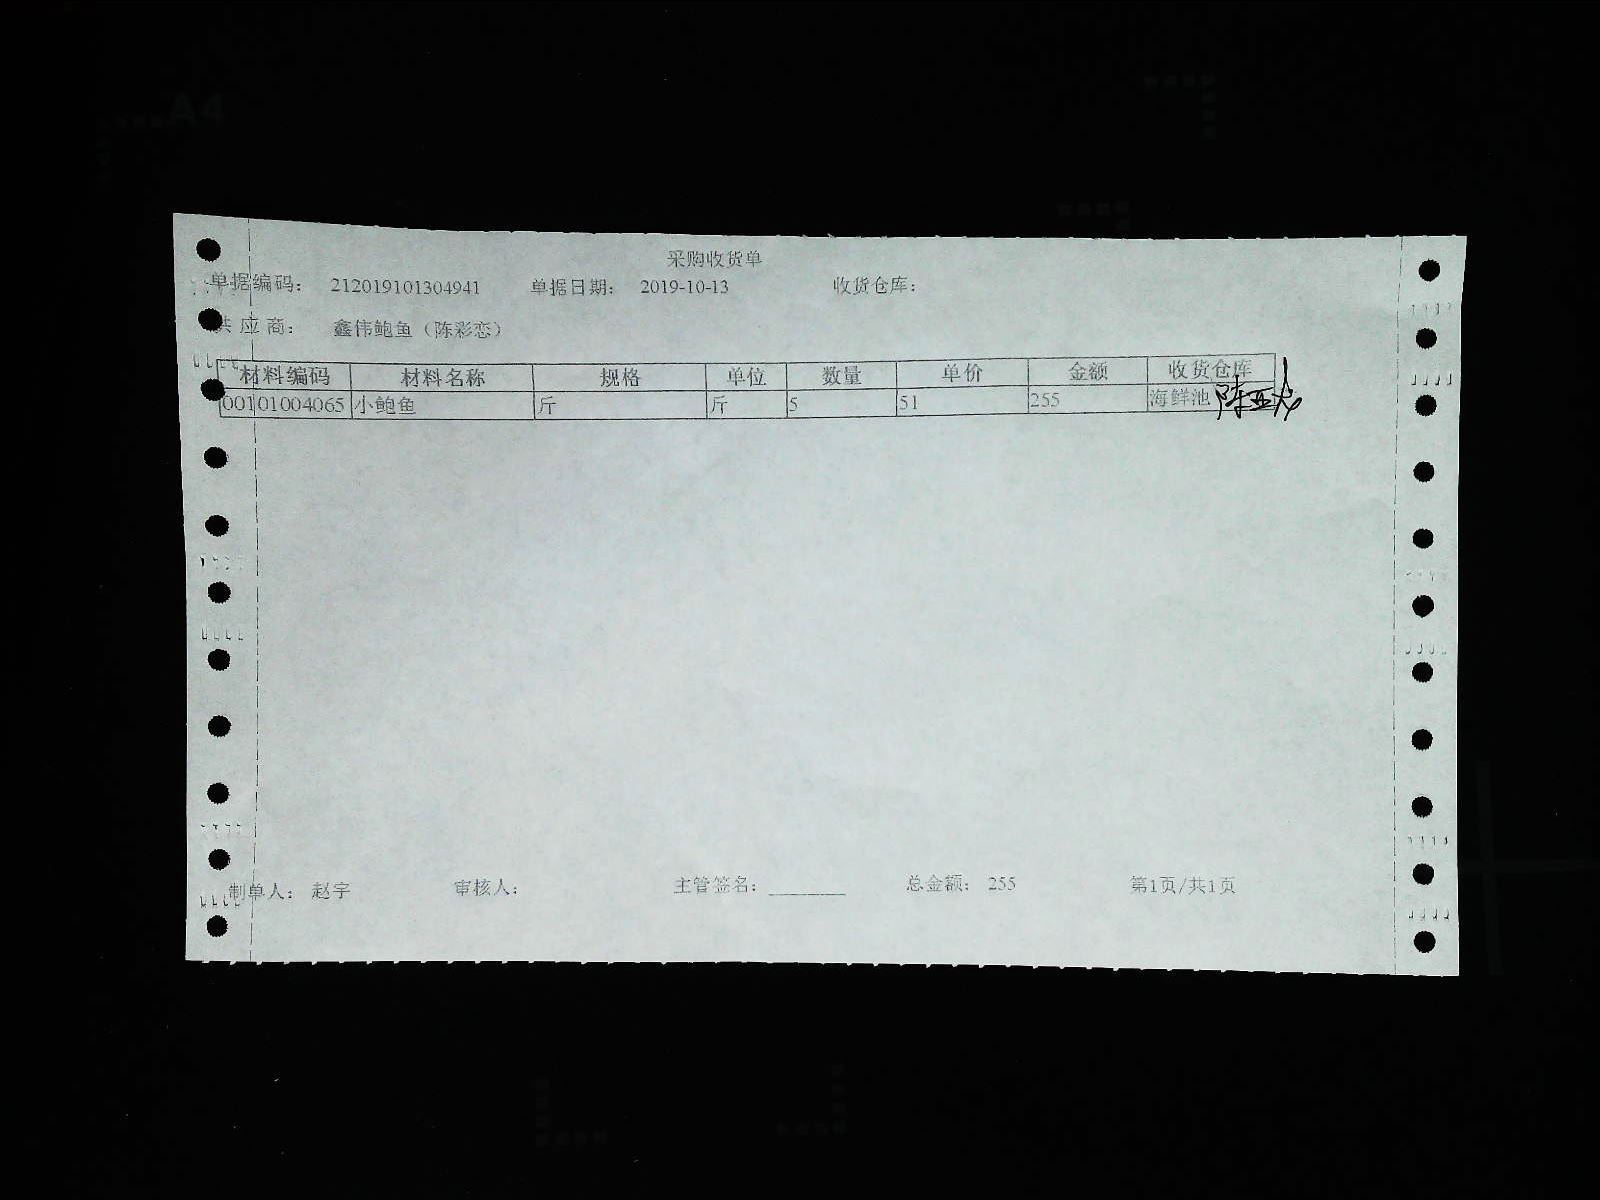 采购收货单
单据编码： 212019101304941 单据日期： 2019-10-13 收货仓库：
供 应 商： 鑫伟鲍鱼（陈彩恋）
材料编码 材料名称 规格 单位 数量 单价 金额 收货仓库
00101004065 小鲍鱼 斤 斤 5 51 255 海鲜池
制单人： 赵宇 审核人： 主管签名： 总金额： 255 第1页/共1页